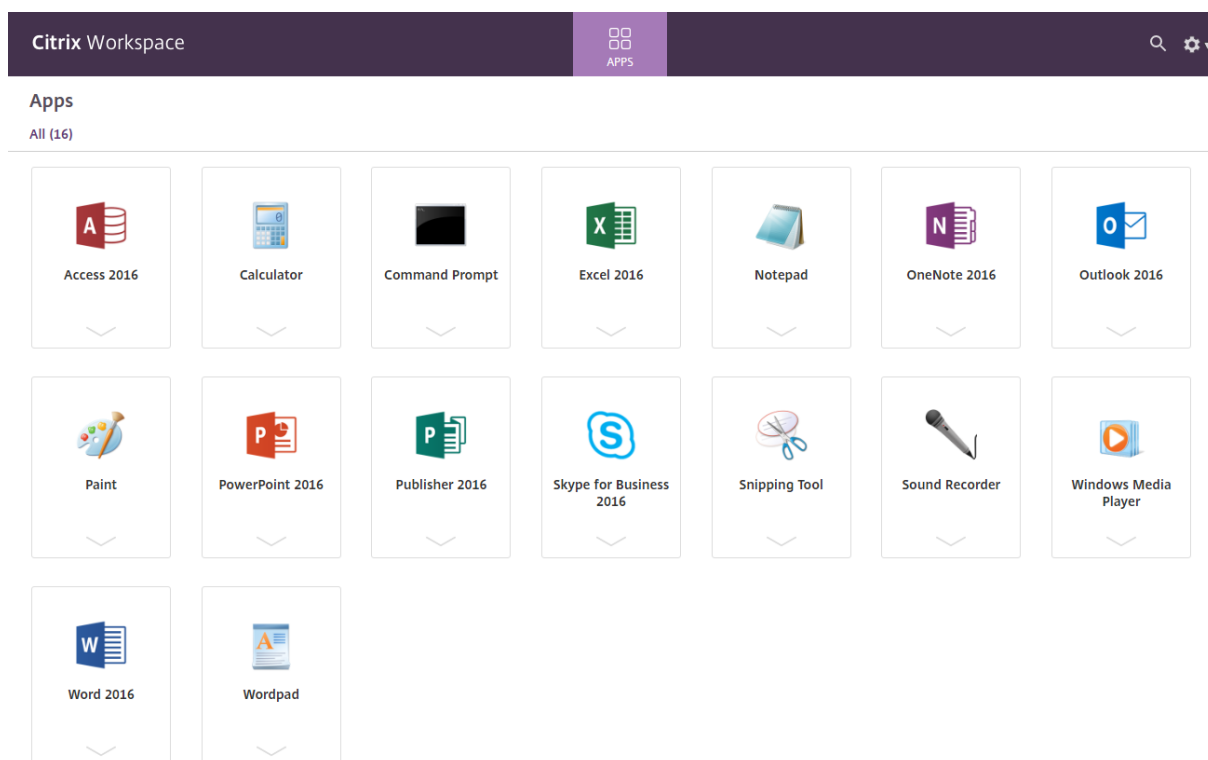 Citrix Workspace
APPS
Apps
All (16)
Access 2016
Calculator
Command Prompt
Excel 2016
Notepad
OneNote 2016
Outlook 2016
Paint
PowerPoint 2016
Publisher 2016
Skype for Business
2016
Snipping Tool
Sound Recorder
Windows Media
Player
Word 2016
Wordpad